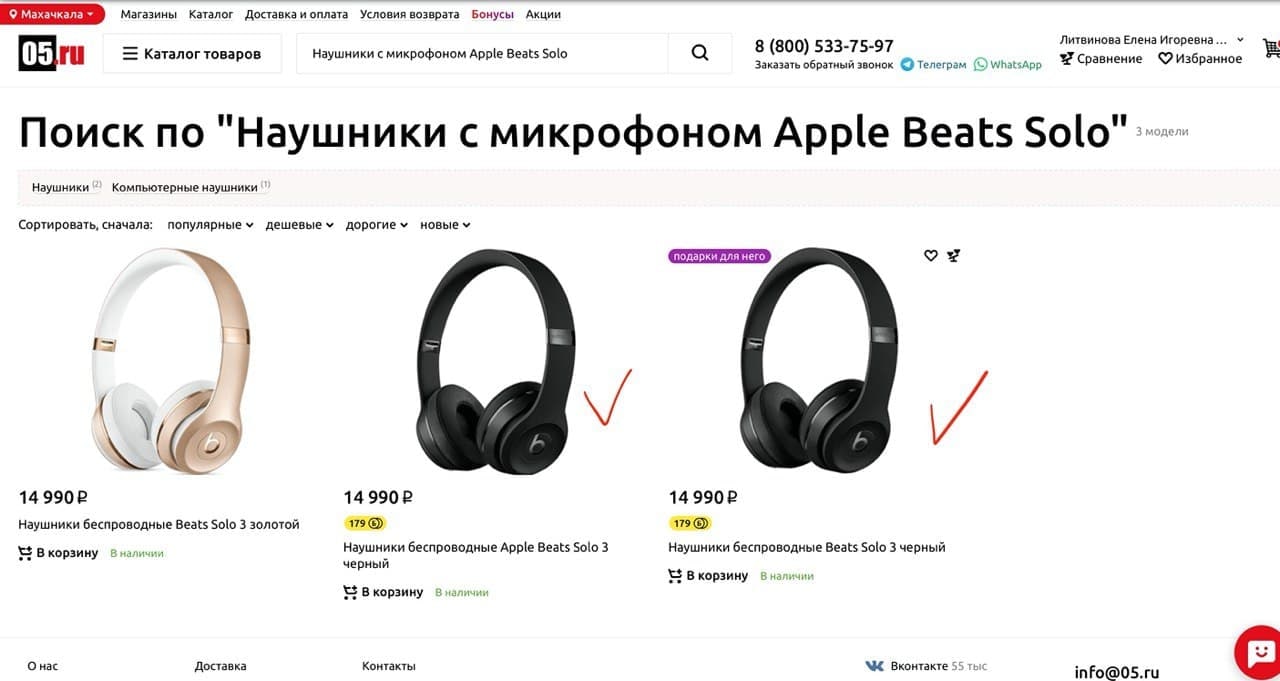 Махачкала Магазины Каталог Доставка и оплата Условия возврата Бонусы Акции
05.ru Каталог товаров Наушники с микрофоном Apple Beats Solo 8 (800) 533-75-97 Литвинова Елена Игоревна ...
Заказать обратный звонок Телеграм WhatsApp Сравнение Избранное
Поиск по "Наушники с микрофоном Apple Beats Solo" 3 модели
Наушники (2) Компьютерные наушники (1)
Сортировать, сначала: популярные дешевые дорогие новые
подарки для него
14 990 ₽ 14 990 ₽ 14 990 ₽
179 179
Наушники беспроводные Beats Solo 3 золотой
Наушники беспроводные Apple Beats Solo 3 черный
Наушники беспроводные Beats Solo 3 черный
В корзину В наличии
В корзину В наличии
В корзину В наличии
О нас Доставка Контакты Вконтакте 55 тыс info@05.ru